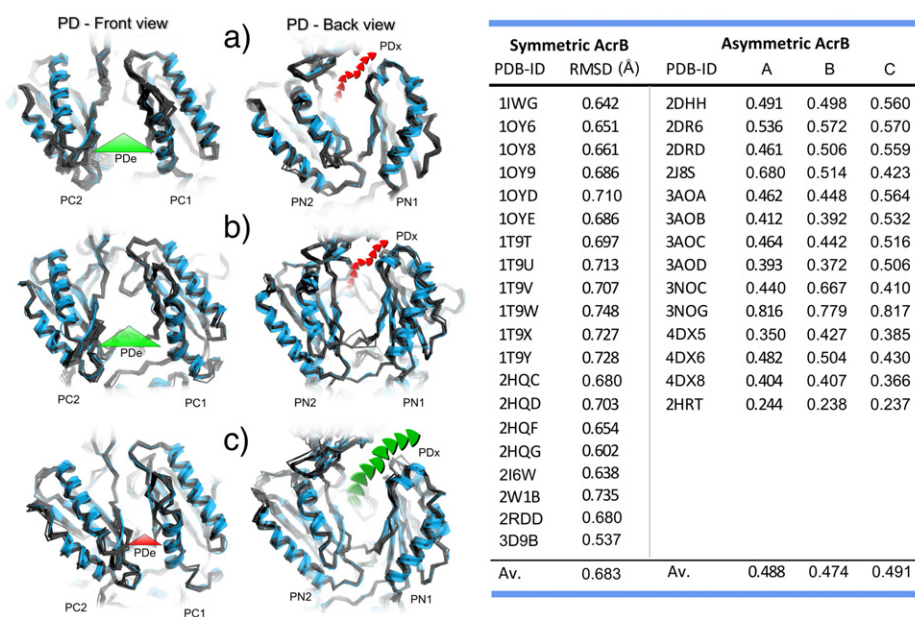 PD - Front view
PD - Back view
a)
PDx
PDe
PC2
PC1
PN2
PN1
b)
PDx
PDe
PC2
PC1
PN2
PN1
c)
PDx
PDe
PC2
PC1
PN2
PN1
Symmetric AcrB Asymmetric AcrB
PDB-ID RMSD (Å) PDB-ID A B C
1IWG 0.642 2DHH 0.491 0.498 0.560
1OY6 0.651 2DR6 0.536 0.572 0.570
1OY8 0.661 2DRD 0.461 0.506 0.559
1OY9 0.686 2J8S 0.680 0.514 0.423
1OYD 0.710 3AOA 0.462 0.448 0.564
1OYE 0.686 3AOB 0.412 0.392 0.532
1T9T 0.697 3AOC 0.464 0.442 0.516
1T9U 0.713 3AOD 0.393 0.372 0.506
1T9V 0.707 3NOC 0.440 0.667 0.410
1T9W 0.748 3NOG 0.816 0.779 0.817
1T9X 0.727 4DX5 0.350 0.427 0.385
1T9Y 0.728 4DX6 0.482 0.504 0.430
2HQC 0.680 4DX8 0.404 0.407 0.366
2HQD 0.703 2HRT 0.244 0.238 0.237
2HQF 0.654
2HQG 0.602
2I6W 0.638
2W1B 0.735
2RDD 0.680
3D9B 0.537
Av. 0.683 Av. 0.488 0.474 0.491